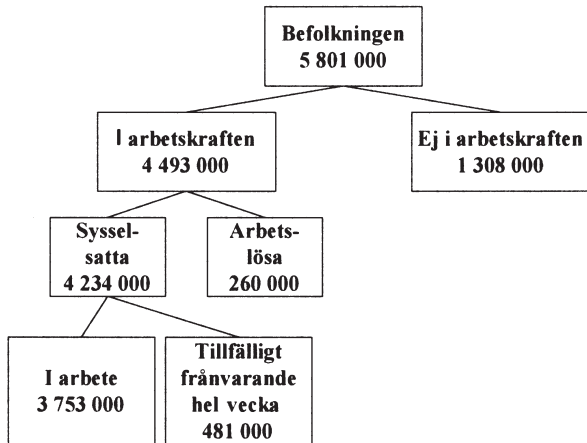 Befolkningen
5 801 000
I arbetskraften
4 493 000
Ej i arbetskraften
1 308 000
Syssel-
satta
4 234 000
Arbets-
lösa
260 000
I arbete
3 753 000
Tillfälligt
frånvarande
hel vecka
481 000